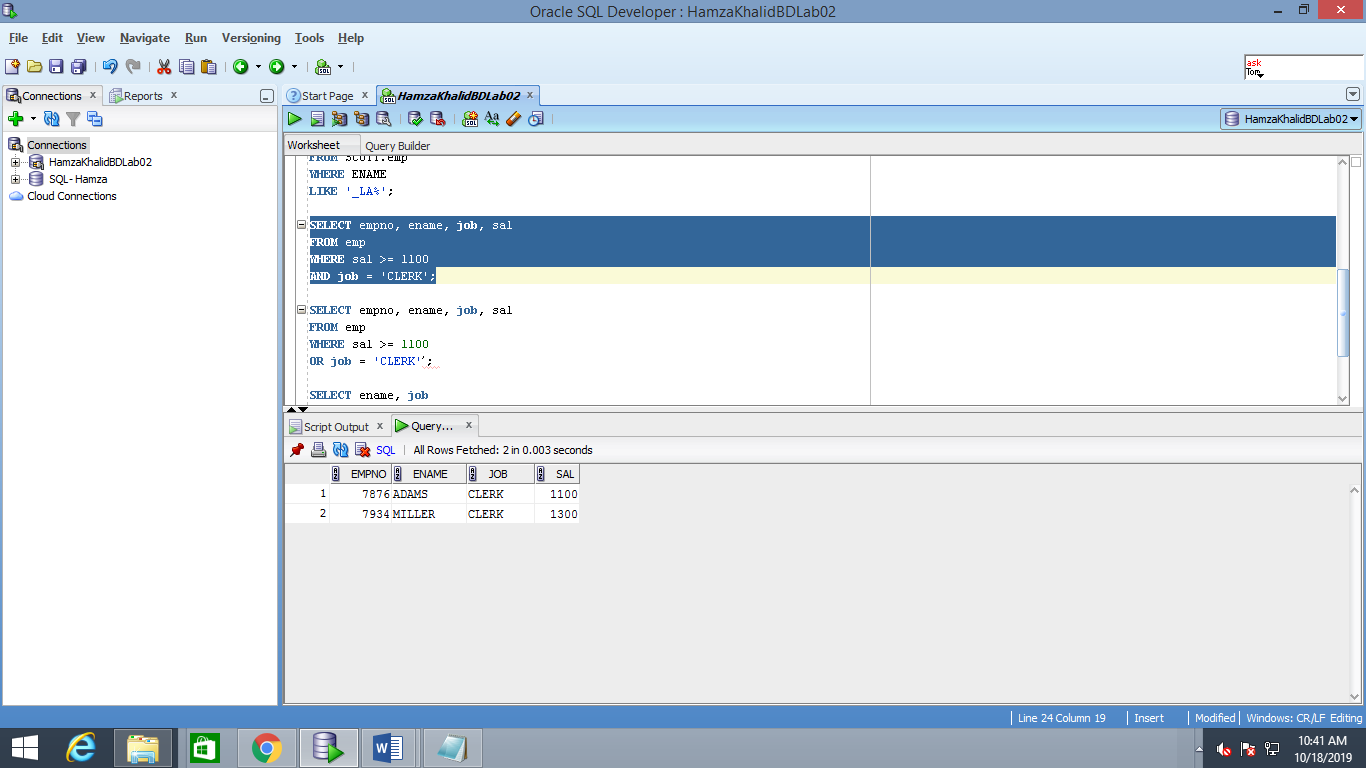 Oracle SQL Developer : HamzaKhalidBDLab02
File Edit View Navigate Run Versioning Tools Help
ask
Tom
Connections x Reports x
Start Page x HamzaKhalidBDLab02 x
HamzaKhalidBDLab02
Worksheet Query Builder
Connections
HamzaKhalidBDLab02
SQL- Hamza
Cloud Connections
FROM Scott.emp
WHERE ENAME
LIKE '_LA%';
SELECT empno, ename, job, sal
FROM emp
WHERE sal >= 1100
AND job = 'CLERK';
SELECT empno, ename, job, sal
FROM emp
WHERE sal >= 1100
OR job = 'CLERK'';
SELECT ename, job
Script Output x Query... x
SQL | All Rows Fetched: 2 in 0.003 seconds
EMPNO ENAME JOB SAL
1 7876 ADAMS CLERK 1100
2 7934 MILLER CLERK 1300
Line 24 Column 19 | Insert | Modified | Windows: CR/LF Editing
10:41 AM
10/18/2019